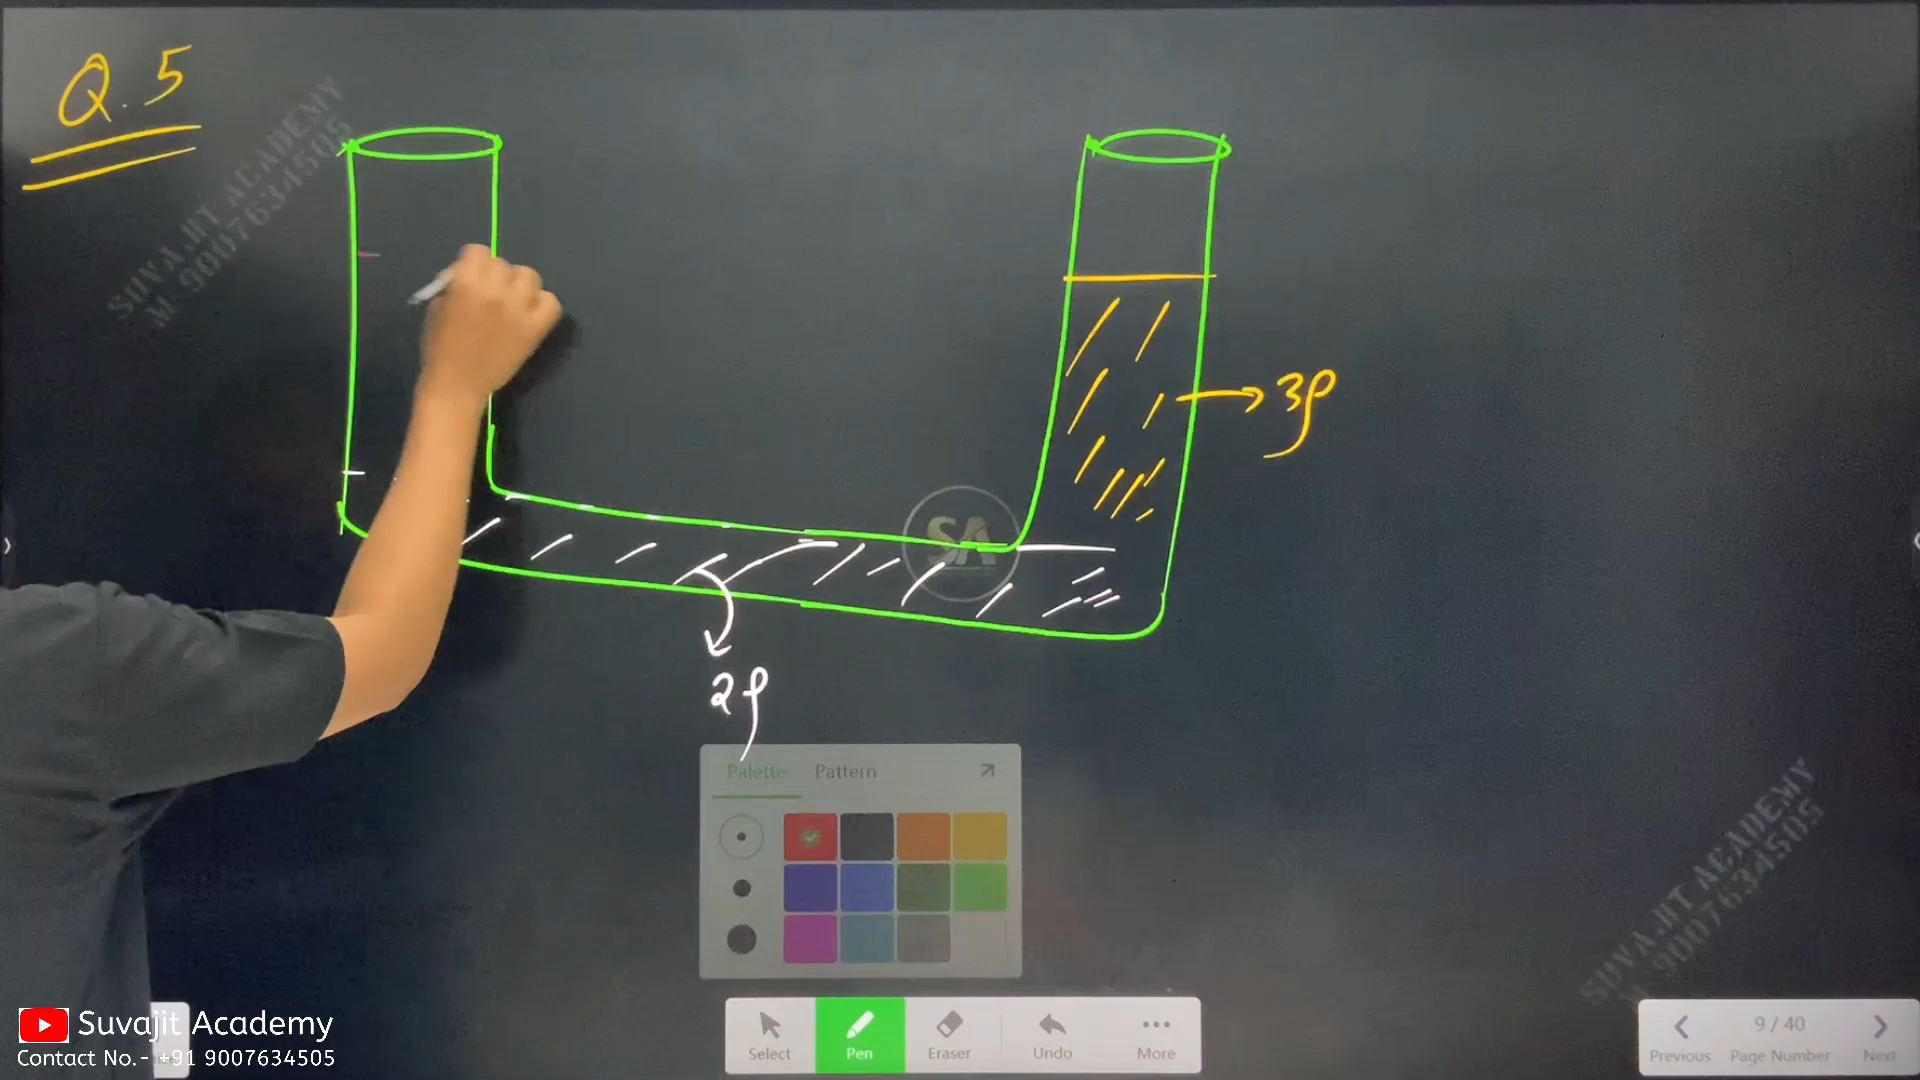 Q.5
SUVAJIT ACADEMY
M- 9007634505
3ρ
SA
2ρ
Palette Pattern
SUVAJIT ACADEMY
M- 9007634505
Suvajit Academy
Contact No.- +91 9007634505
Select Pen Eraser Undo More
9 / 40
Previous Page Number Next